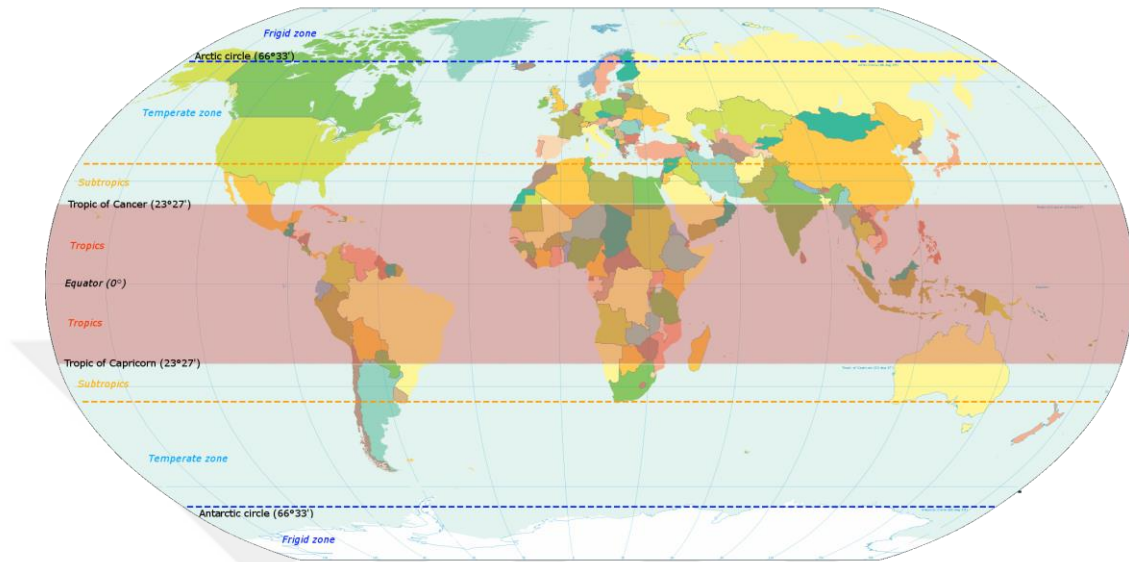 Frigid zone
Arctic circle (66°33')
Temperate zone
Subtropics
Tropic of Cancer (23°27')
Tropics
Equator (0°)
Tropics
Tropic of Capricorn (23°27')
Subtropics
Temperate zone
Antarctic circle (66°33')
Frigid zone